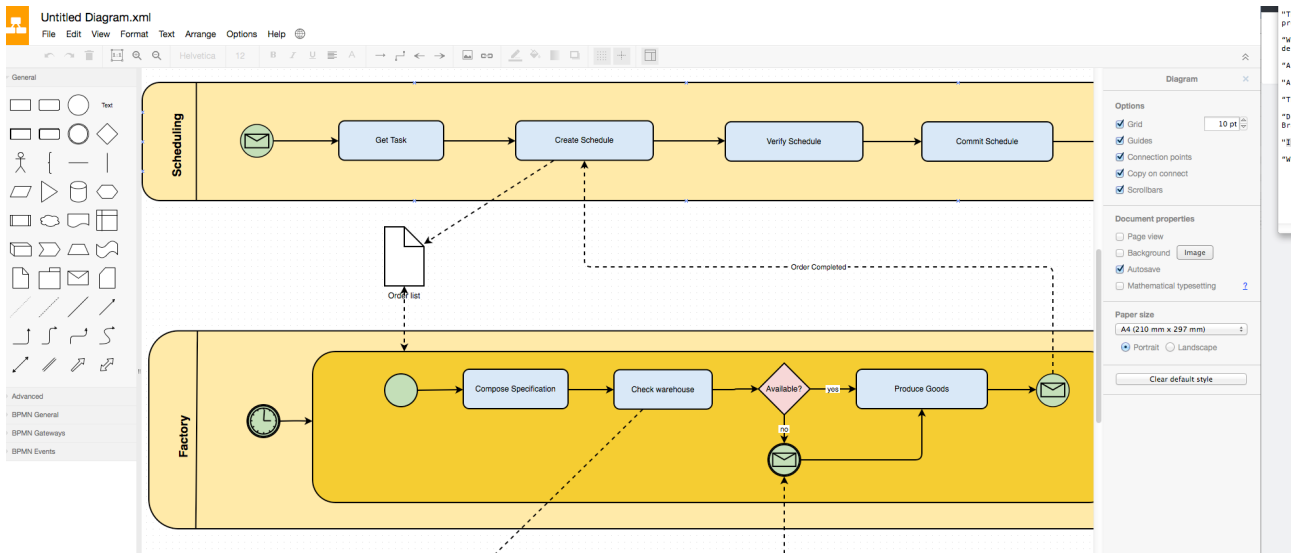 Untitled Diagram.xml
File Edit View Format Text Arrange Options Help
Helvetica 12 B I U A
General
Text
Advanced
BPMN General
BPMN Gateways
BPMN Events
Scheduling
Get Task
Create Schedule
Verify Schedule
Commit Schedule
Order list
Order Completed
Factory
Compose Specification
Check warehouse
Available?
yes
no
Produce Goods
Diagram
Options
Grid 10 pt
Guides
Connection points
Copy on connect
Scrollbars
Document properties
Page view
Background Image
Autosave
Mathematical typesetting ?
Paper size
A4 (210 mm x 297 mm)
Portrait Landscape
Clear default style
"T
pr
"W
de
"A
"A
"T
"D
Br
"I
"W